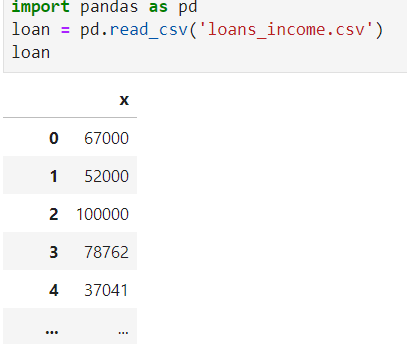 import pandas as pd
loan = pd.read_csv('loans_income.csv')
loan
x
0 67000
1 52000
2 100000
3 78762
4 37041
... ...